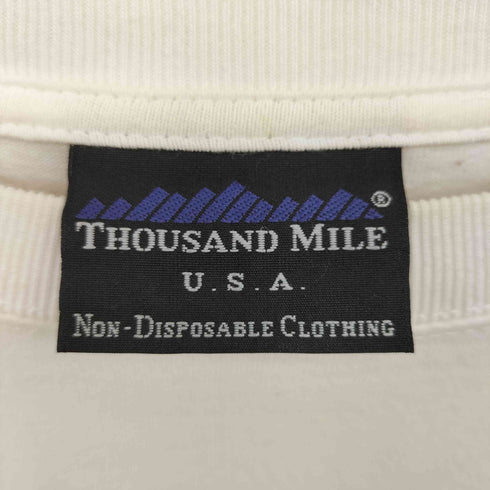 ®
THOUSAND MILE
U.S.A.
NON-DISPOSABLE CLOTHING